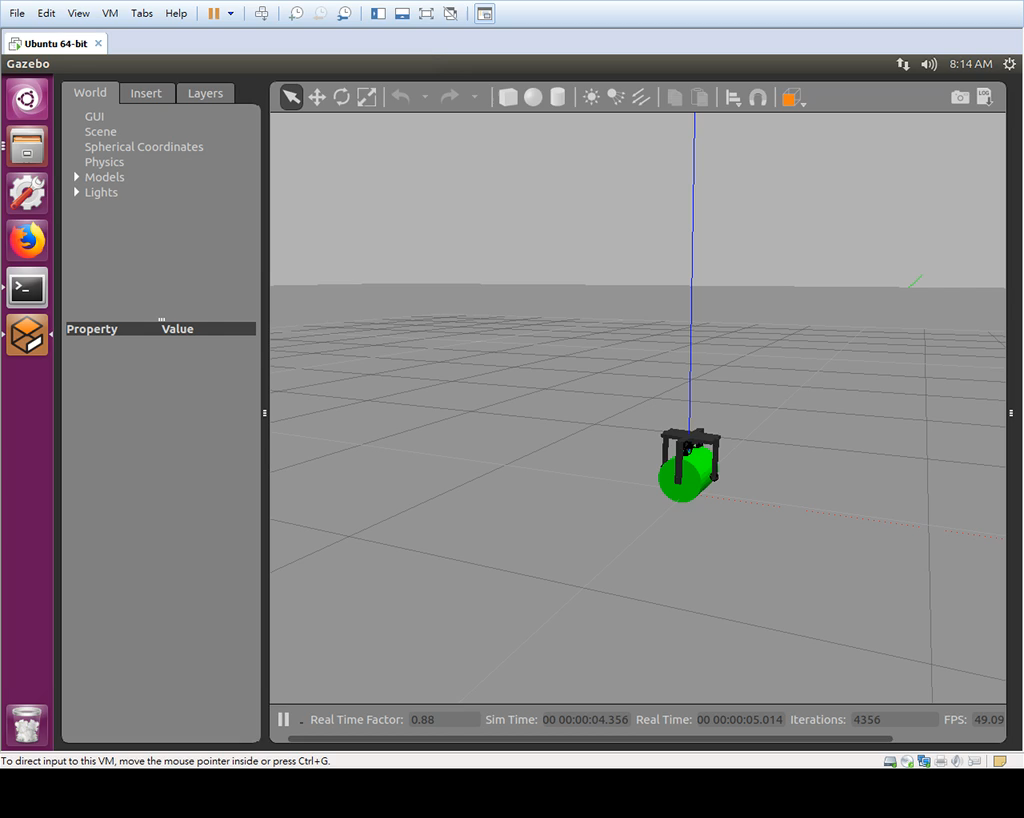 File Edit View VM Tabs Help
Ubuntu 64-bit
Gazebo 8:14 AM
World Insert Layers
LOG
GUI
Scene
Spherical Coordinates
Physics
Models
Lights
Property Value
Real Time Factor: 0.88 Sim Time: 00 00:00:04.356 Real Time: 00 00:00:05.014 Iterations: 4356 FPS: 49.09
To direct input to this VM, move the mouse pointer inside or press Ctrl+G.